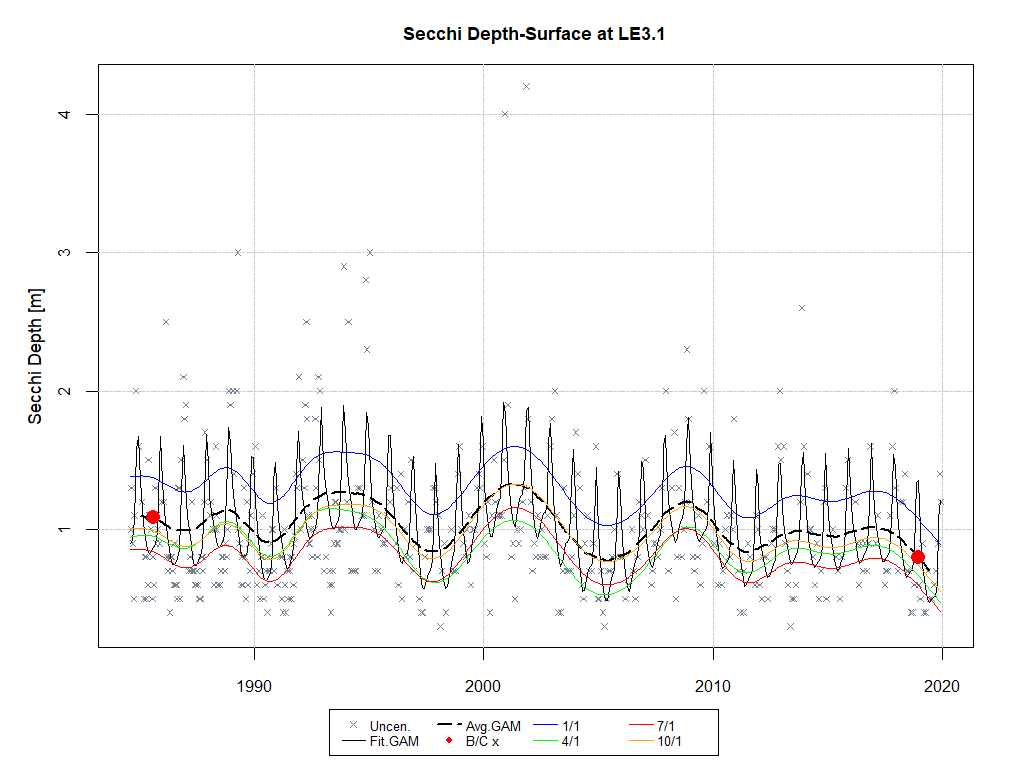 Secchi Depth-Surface at LE3.1
Secchi Depth [m]
4
3
2
1
1990 2000 2010 2020
Uncen. Avg.GAM 1/1 7/1
Fit.GAM B/C x 4/1 10/1